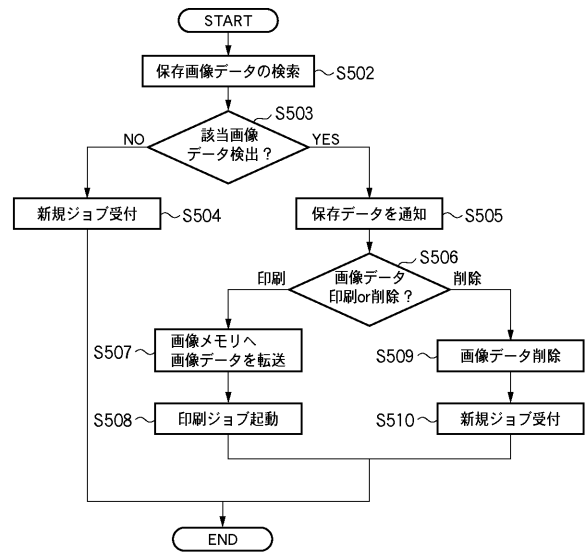 START
保存画像データの検索
S502
S503
該当画像
データ検出？
NO
YES
新規ジョブ受付
S504
保存データを通知
S505
S506
画像データ
印刷or削除？
印刷
削除
S507
画像メモリへ
画像データを転送
S509
画像データ削除
S508
印刷ジョブ起動
S510
新規ジョブ受付
END